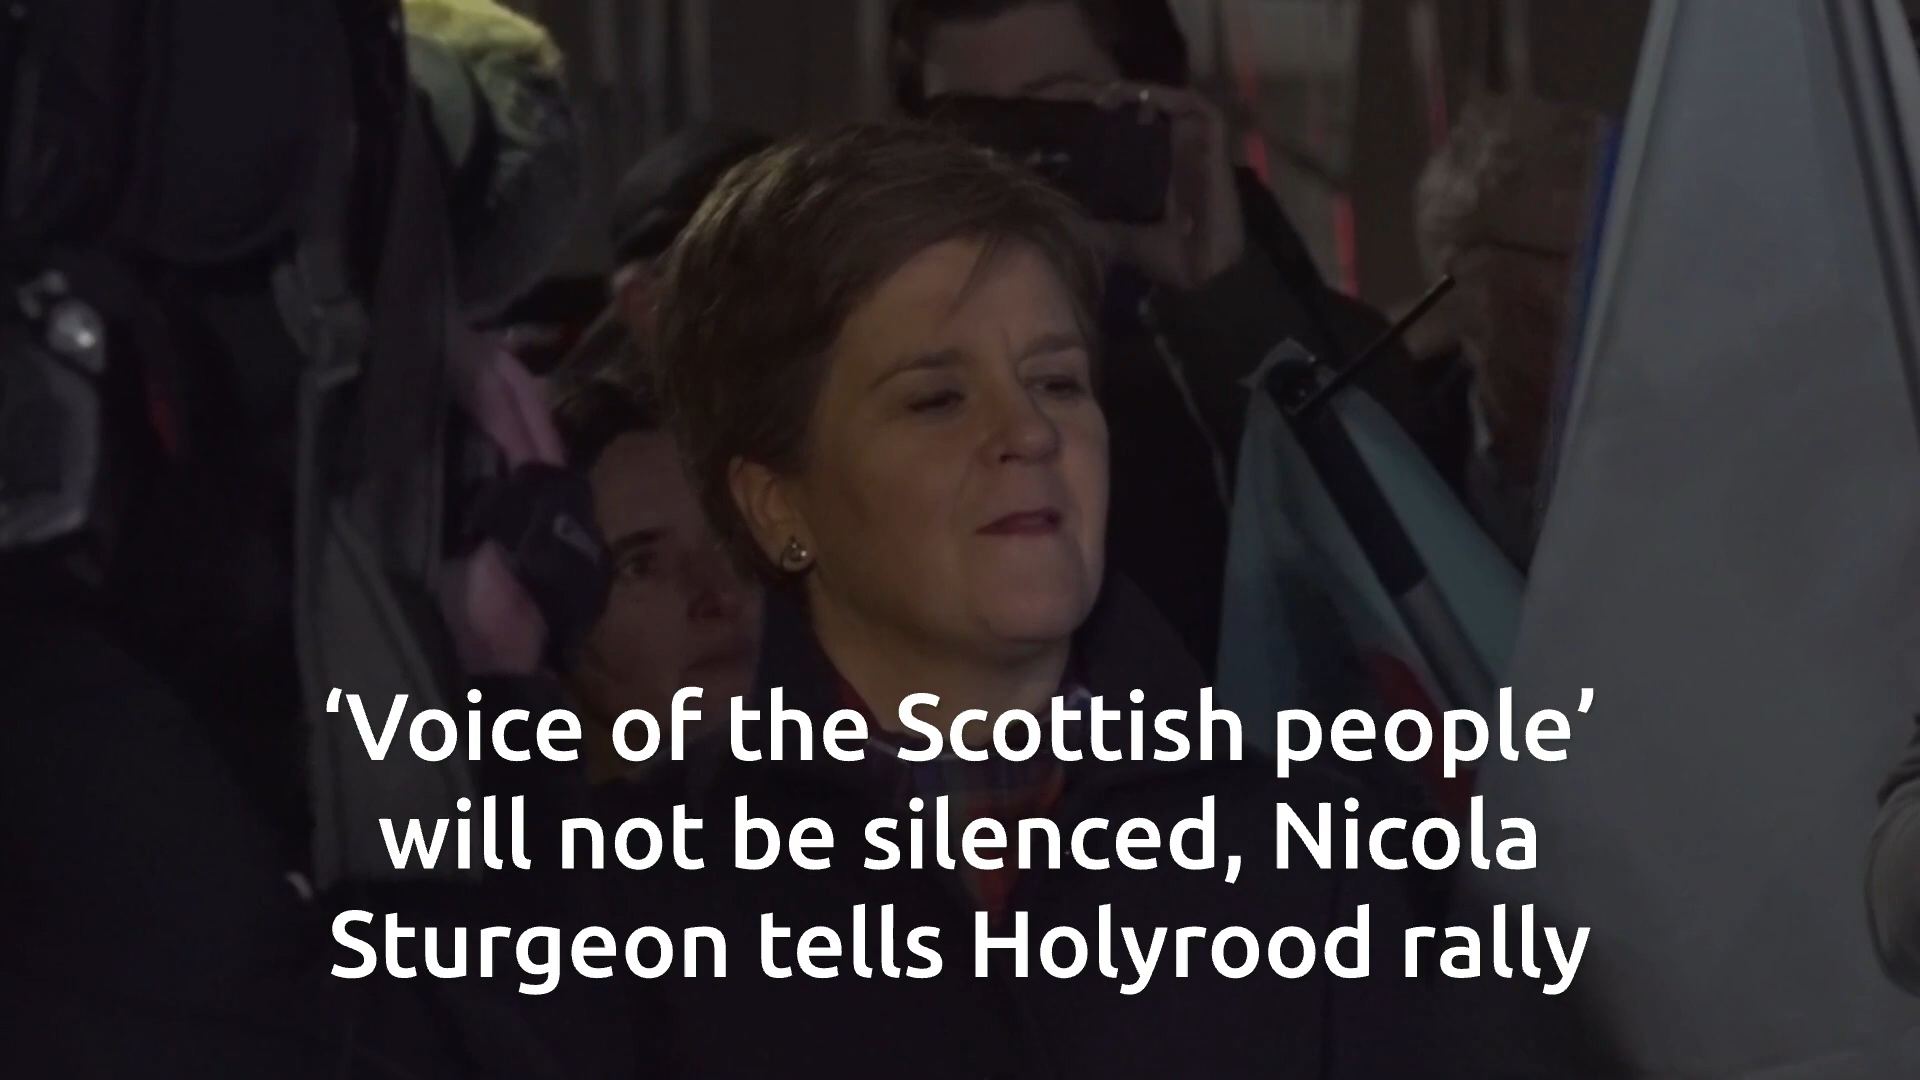 ‘Voice of the Scottish people’
will not be silenced, Nicola
Sturgeon tells Holyrood rally